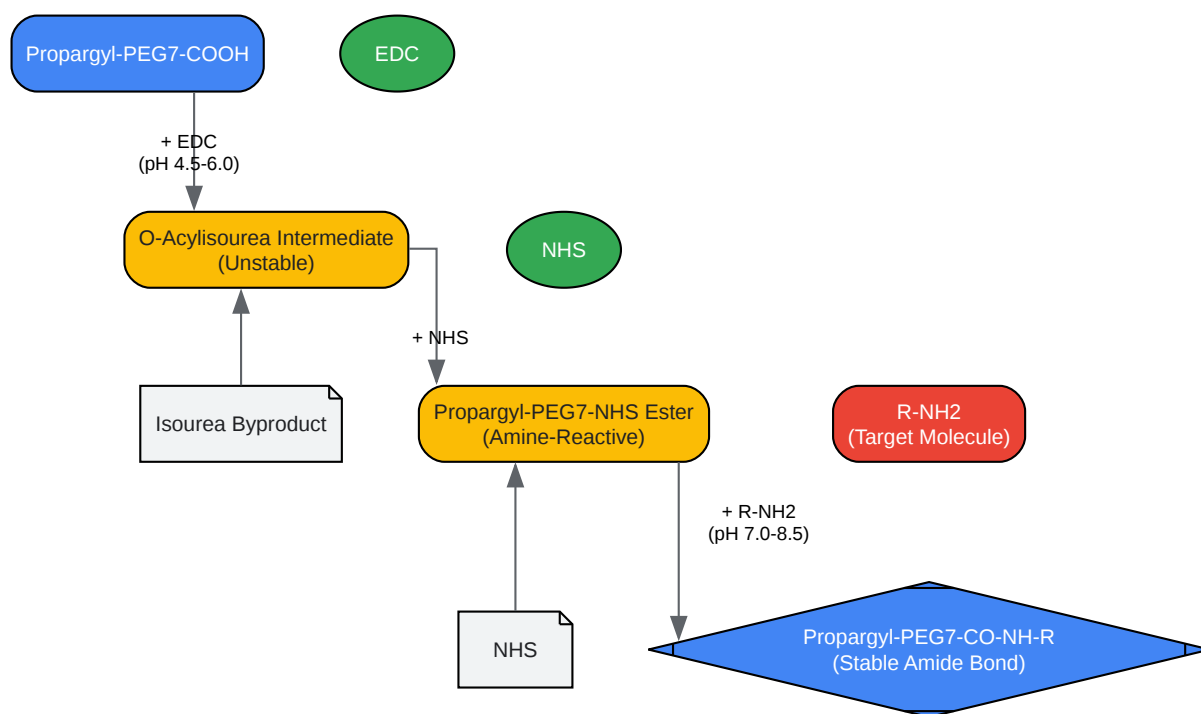 Propargyl-PEG7-COOH
EDC
+ EDC
(pH 4.5-6.0)
O-Acylisourea Intermediate
(Unstable)
NHS
+ NHS
Isourea Byproduct
Propargyl-PEG7-NHS Ester
(Amine-Reactive)
R-NH2
(Target Molecule)
+ R-NH2
(pH 7.0-8.5)
NHS
Propargyl-PEG7-CO-NH-R
(Stable Amide Bond)